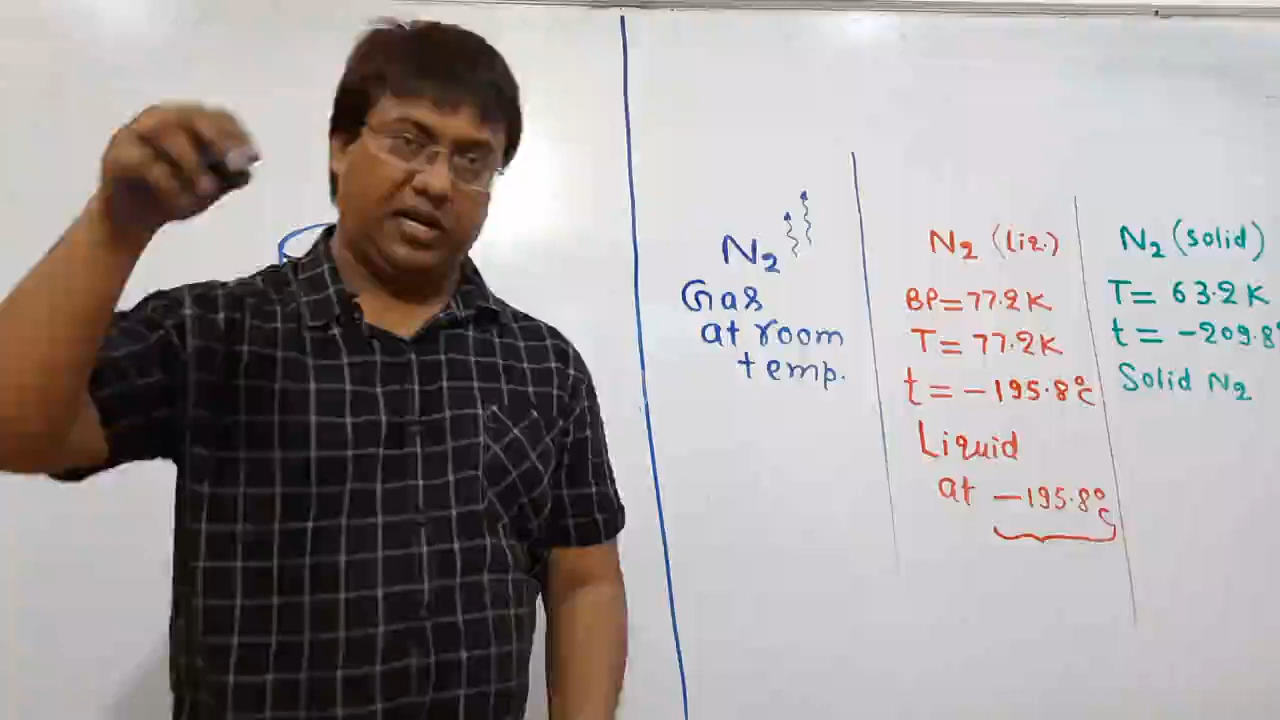 N₂
Gas
at room
temp.
N₂ (Liq.)
BP = 77.2K
T = 77.2K
t = -195.8°c
Liquid
at -195.8°c
N₂ (solid)
T = 63.2K
t = -209.8
Solid N₂